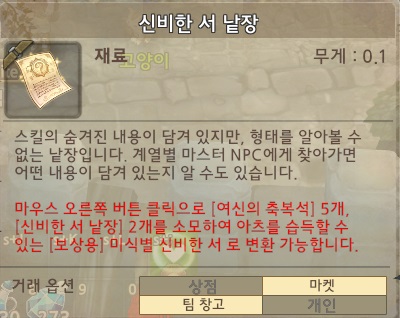 신비한 서 낱장
재료
고양이
무게 : 0.1
스킬의 숨겨진 내용이 담겨 있지만, 형태를 알아볼 수
없는 낱장입니다. 계열별 마스터 NPC에게 찾아가면
어떤 내용이 담겨 있는지 알 수도 있습니다.
마우스 오른쪽 버튼 클릭으로 [여신의 축복석] 5개,
[신비한 서 낱장] 2개를 소모하여 아츠를 습득할 수
있는 [보상용] 미식별 신비한 서 로 변환 가능합니다.
거래 옵션
상점
마켓
팀 창고
개인